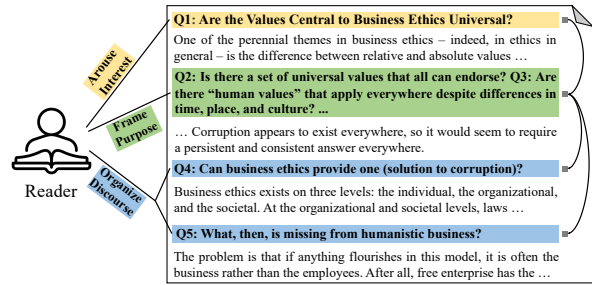 Q1: Are the Values Central to Business Ethics Universal?
One of the perennial themes in business ethics – indeed, in ethics in
general – is the difference between relative and absolute values ...
Q2: Is there a set of universal values that all can endorse? Q3: Are
there “human values” that apply everywhere despite differences in
time, place, and culture? ...
... Corruption appears to exist everywhere, so it would seem to require
a persistent and consistent answer everywhere.
Q4: Can business ethics provide one (solution to corruption)?
Business ethics exists on three levels: the individual, the organizational,
and the societal. At the organizational and societal levels, laws ...
Q5: What, then, is missing from humanistic business?
The problem is that if anything flourishes in this model, it is often the
business rather than the employees. After all, free enterprise has the ...
Arouse
Interest
Frame
Purpose
Organize
Discourse
Reader